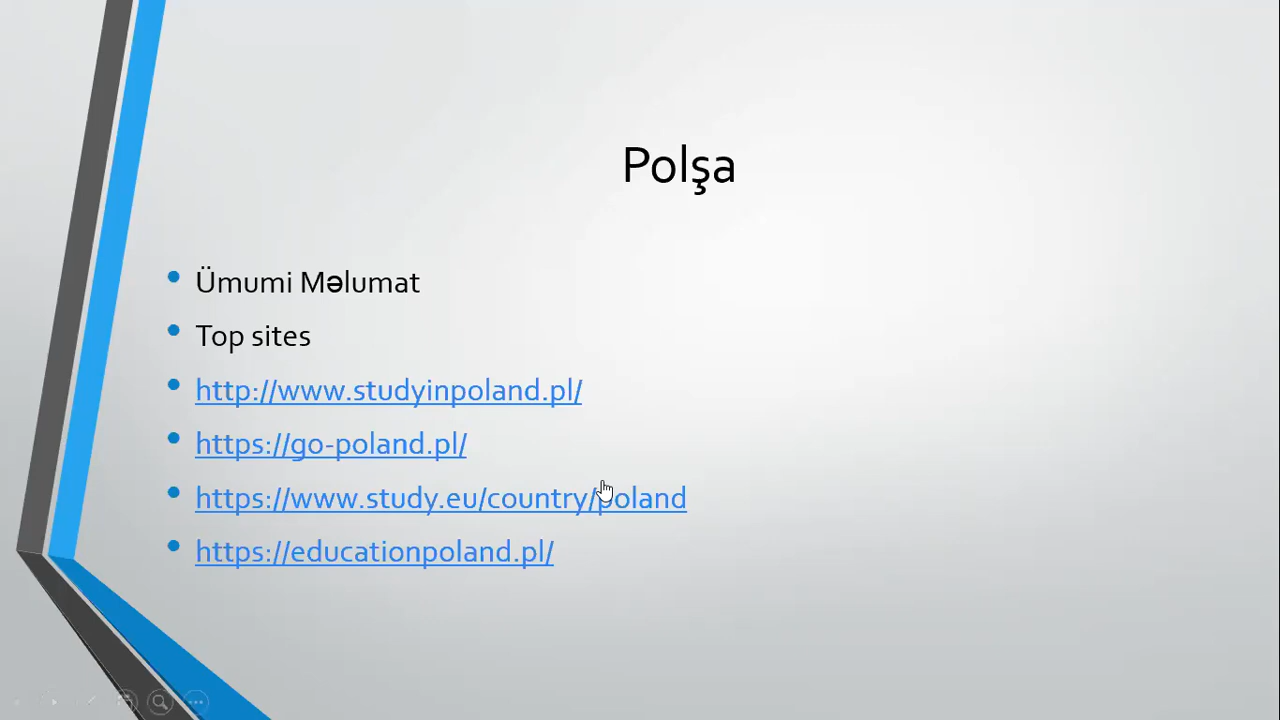 Polşa
Ümumi Məlumat
Top sites
http://www.studyinpoland.pl/
https://go-poland.pl/
https://www.study.eu/country/poland
https://educationpoland.pl/